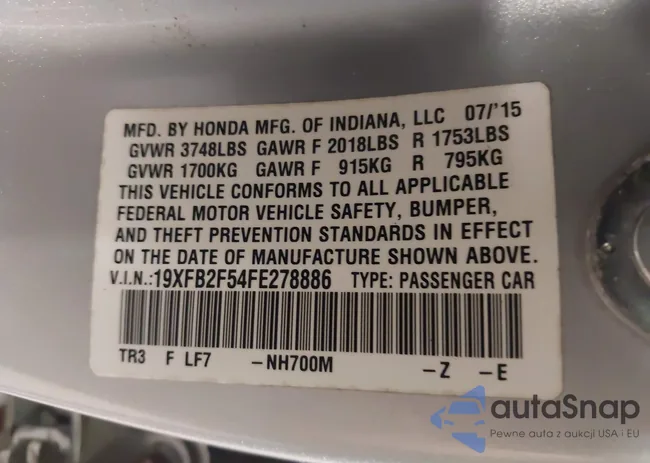 MFD. BY HONDA MFG. OF INDIANA, LLC 07/'15
GVWR 3748LBS GAWR F 2018LBS R 1753LBS
GVWR 1700KG GAWR F 915KG R 795KG
THIS VEHICLE CONFORMS TO ALL APPLICABLE
FEDERAL MOTOR VEHICLE SAFETY, BUMPER,
AND THEFT PREVENTION STANDARDS IN EFFECT
ON THE DATE OF MANUFACTURE SHOWN ABOVE.
V.I.N.:19XFB2F54FE278886 TYPE: PASSENGER CAR
TR3 F LF7 -NH700M -Z -E
autaSnap
Pewne auta z aukcji USA i EU